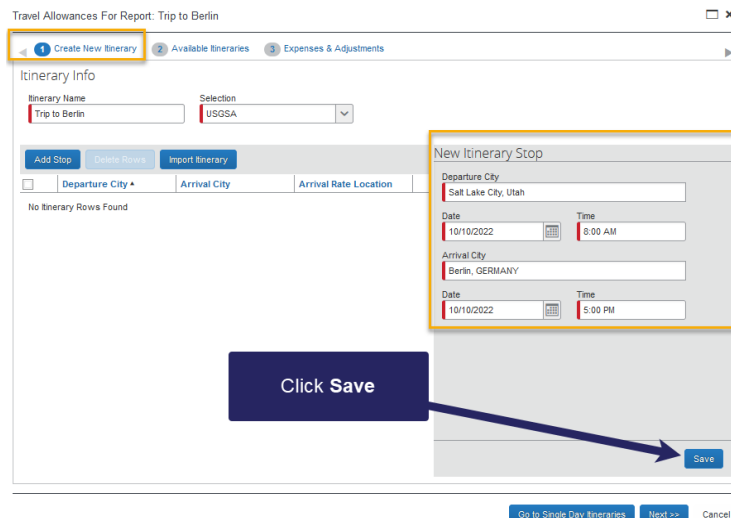 Travel Allowances For Report: Trip to Berlin
1 Create New Itinerary 2 Available Itineraries 3 Expenses & Adjustments
Itinerary Info
Itinerary Name Selection
Trip to Berlin USGSA
Add Stop Delete Rows Import Itinerary
Departure City Arrival City Arrival Rate Location
No Itinerary Rows Found
New Itinerary Stop
Departure City
Salt Lake City, Utah
Date Time
10/10/2022 8:00 AM
Arrival City
Berlin, GERMANY
Date Time
10/10/2022 5:00 PM
Click Save
Save
Go to Single Day Itineraries Next >> Cancel